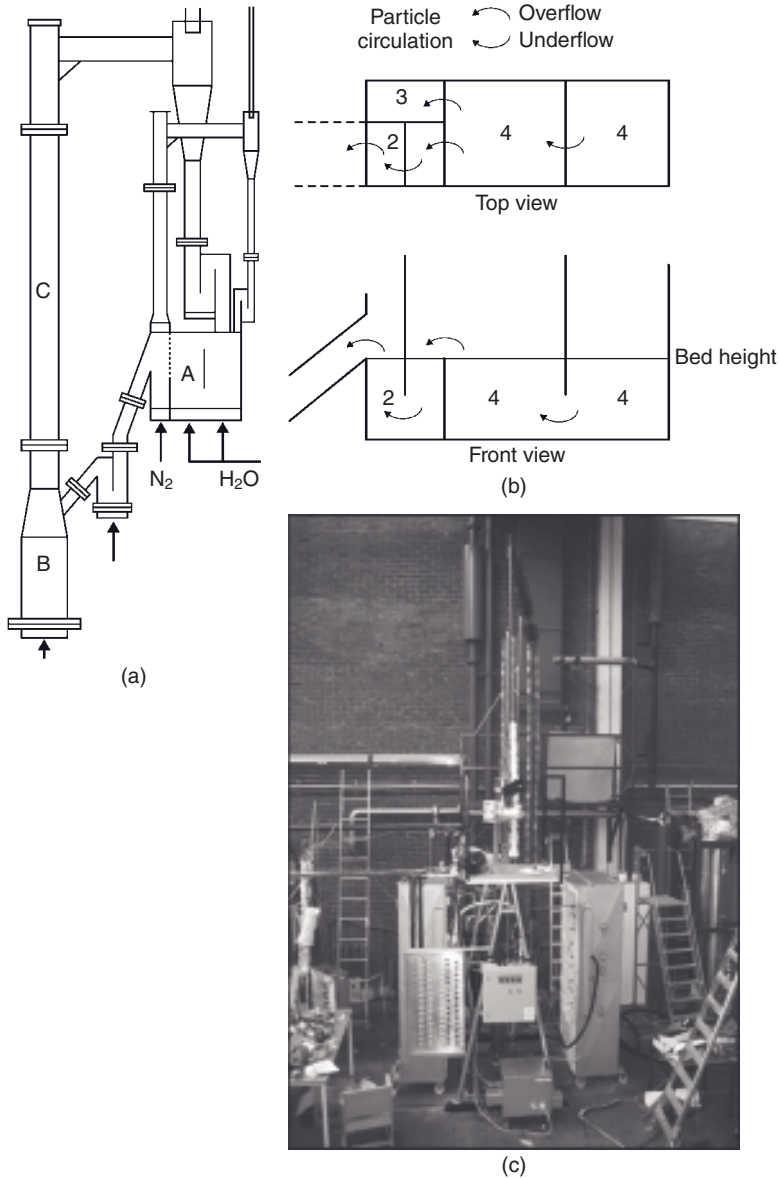 Particle
circulation
Overflow
Underflow
3
2
4
4
Top view
C
A
Bed height
2
4
4
N₂
H₂O
Front view
(b)
B
(a)
(c)